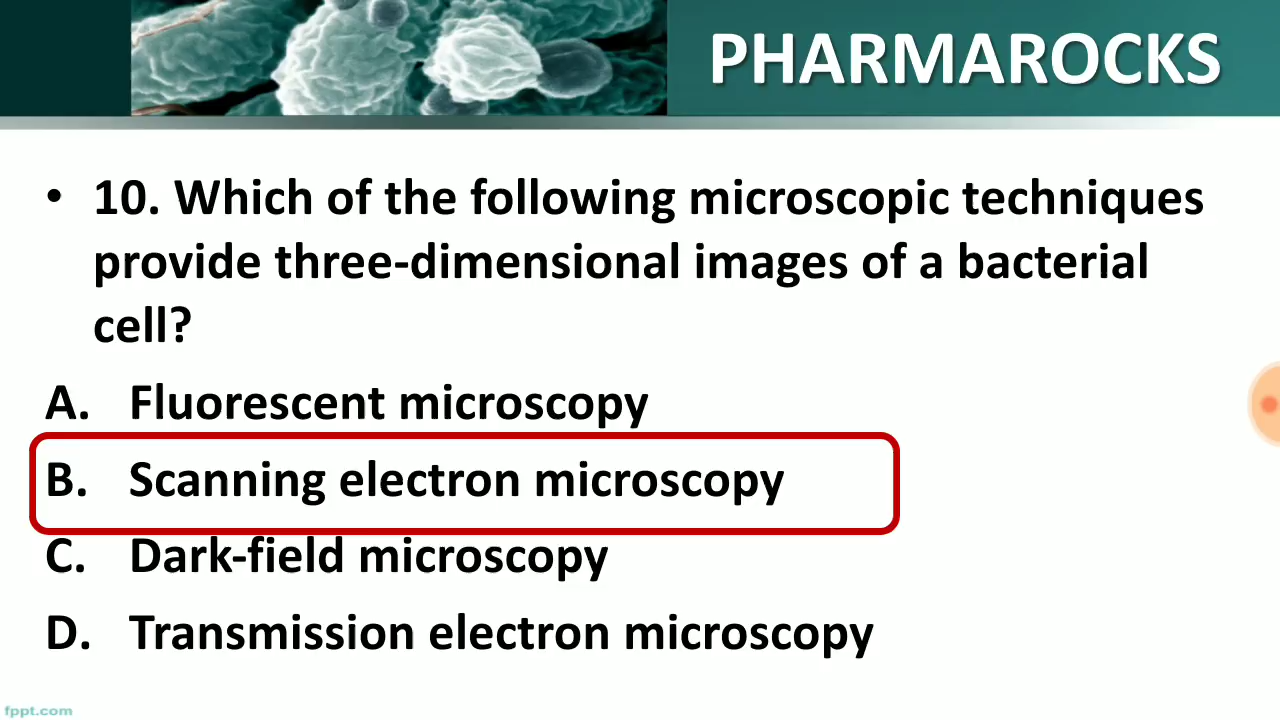 PHARMAROCKS
• 10. Which of the following microscopic techniques
provide three-dimensional images of a bacterial
cell?
A. Fluorescent microscopy
B. Scanning electron microscopy
C. Dark-field microscopy
D. Transmission electron microscopy
fppt.com